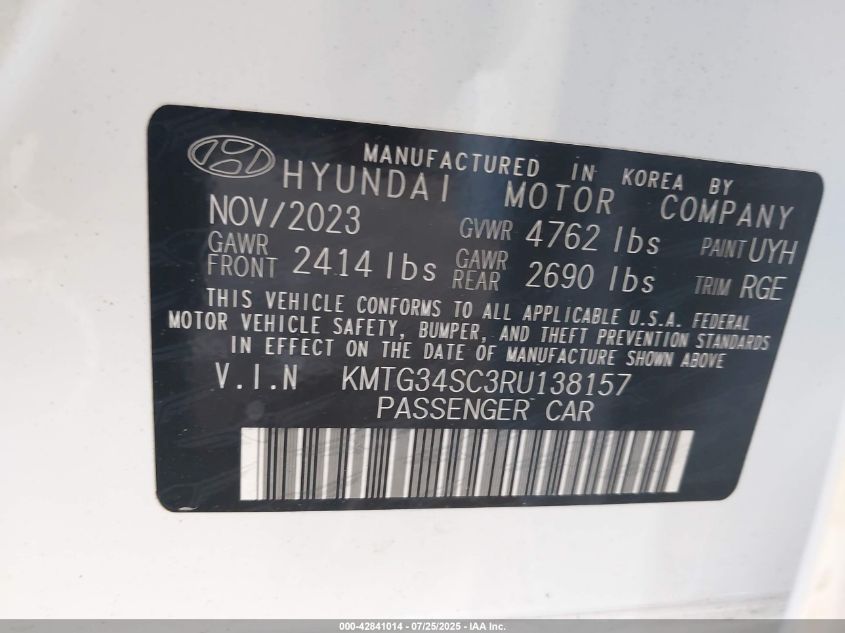 MANUFACTURED IN KOREA BY
HYUNDAI MOTOR COMPANY
NOV/2023 GVWR 4762 lbs PAINT UYH
GAWR FRONT 2414 lbs GAWR REAR 2690 lbs TRIM RGE
THIS VEHICLE CONFORMS TO ALL APPLICABLE U.S.A. FEDERAL
MOTOR VEHICLE SAFETY, BUMPER, AND THEFT PREVENTION STANDARDS
IN EFFECT ON THE DATE OF MANUFACTURE SHOWN ABOVE
V.I.N KMTG34SC3RU138157
PASSENGER CAR
000-42841014 / 07/25/2025 - IAA Inc.